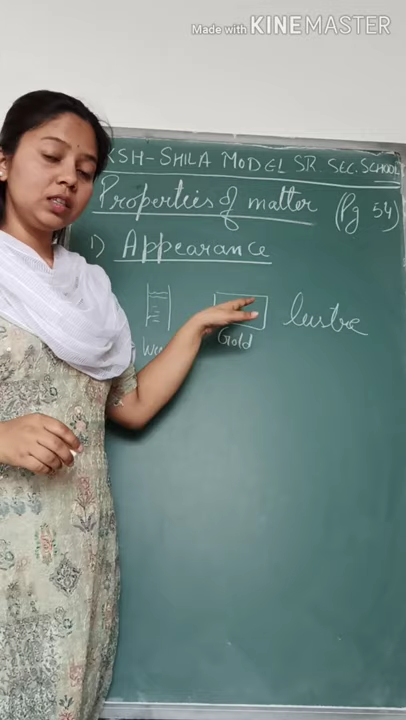 Made with KINEMASTER
KSH-SHILA MODEL SR. SEC. SCHOOL
Properties of matter (Pg 54)
1) Appearance
lustre
Gold